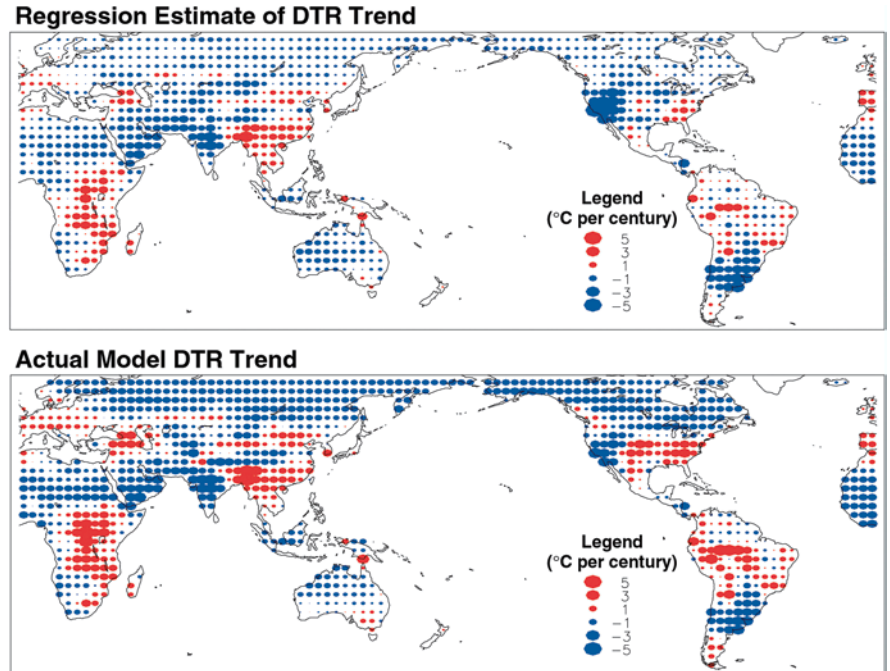 Regression Estimate of DTR Trend
Legend
(°C per century)
5
3
1
−1
−3
−5
Actual Model DTR Trend
Legend
(°C per century)
5
3
1
−1
−3
−5